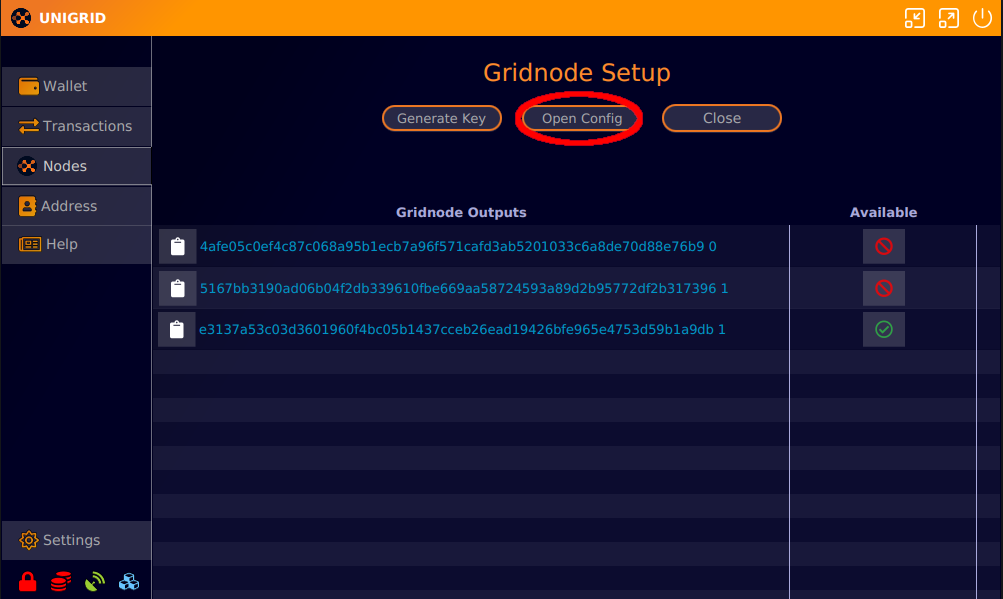 UNIGRID
Wallet
Transactions
Nodes
Address
Help
Settings
Gridnode Setup
Generate Key
Open Config
Close
Gridnode Outputs Available
4afe05c0ef4c87c068a95b1ecb7a96f571cafd3ab5201033c6a8de70d88e76b9 0
5167bb3190ad06b04f2db339610fbe669aa58724593a89d2b95772df2b317396 1
e3137a53c03d3601960f4bc05b1437cceb26ead19426bfe965e4753d59b1a9db 1